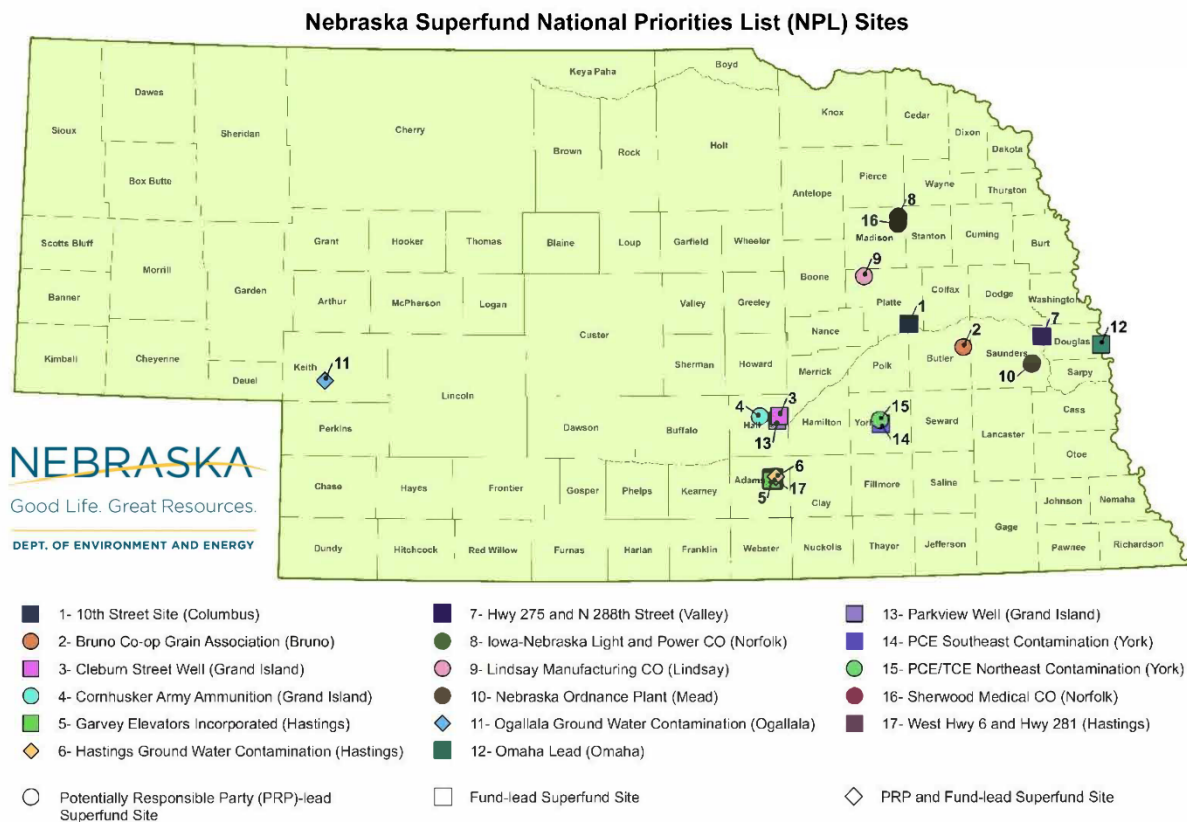 Nebraska Superfund National Priorities List (NPL) Sites
Boyd
Keya Paha
Dawes
Knox
Cedar
Sioux
Sheridan
Cherry
Dixon
Dakota
Brown
Rock
Holt
Box Butte
Pierce
Wayne
Thurston
Antelope
8
16
Madison
Stanton
Cuming
Burt
Scotts Bluff
Grant
Hooker
Thomas
Blaine
Loup
Garfield
Wheeler
Morrill
9
Boone
Banner
Garden
Arthur
McPherson
Logan
Valley
Greeley
Platte
Colfax
Dodge
Washington
Custer
1
7
12
Nance
2
Douglas
Kimball
Cheyenne
Deuel
Keith
11
Sherman
Howard
Merrick
Polk
Butler
Saunders
10
Sarpy
Lincoln
3
4
Hall
13
Hamilton
York
15
14
Seward
Cass
Perkins
Dawson
Buffalo
Lancaster
Otoe
NEBRASKA
Good Life. Great Resources.
DEPT. OF ENVIRONMENT AND ENERGY
Chase
Hayes
Frontier
Gosper
Phelps
Kearney
Adams
6
5
17
Clay
Fillmore
Saline
Gage
Johnson
Nemaha
Dundy
Hitchcock
Red Willow
Furnas
Harlan
Franklin
Webster
Nuckolls
Thayer
Jefferson
Pawnee
Richardson
1- 10th Street Site (Columbus)
2- Bruno Co-op Grain Association (Bruno)
3- Cleburn Street Well (Grand Island)
4- Cornhusker Army Ammunition (Grand Island)
5- Garvey Elevators Incorporated (Hastings)
6- Hastings Ground Water Contamination (Hastings)
7- Hwy 275 and N 288th Street (Valley)
8- Iowa-Nebraska Light and Power CO (Norfolk)
9- Lindsay Manufacturing CO (Lindsay)
10- Nebraska Ordnance Plant (Mead)
11- Ogallala Ground Water Contamination (Ogallala)
12- Omaha Lead (Omaha)
13- Parkview Well (Grand Island)
14- PCE Southeast Contamination (York)
15- PCE/TCE Northeast Contamination (York)
16- Sherwood Medical CO (Norfolk)
17- West Hwy 6 and Hwy 281 (Hastings)
Potentially Responsible Party (PRP)-lead
Superfund Site
Fund-lead Superfund Site
PRP and Fund-lead Superfund Site